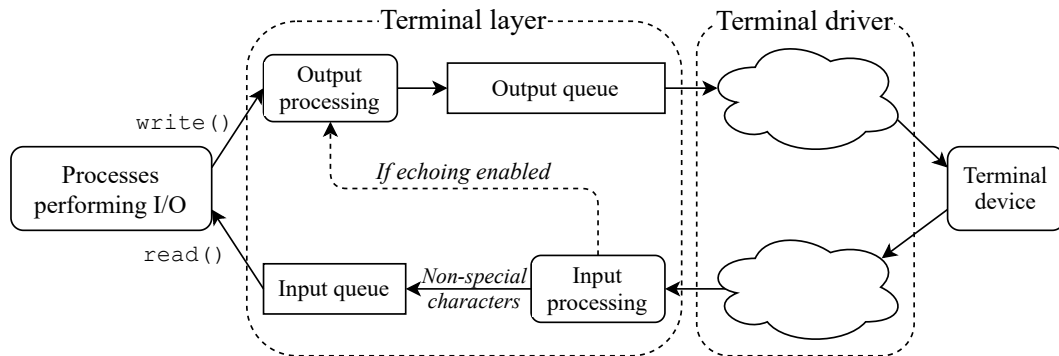 Terminal layer
Terminal driver
Output
processing
Output queue
write()
If echoing enabled
Processes
performing I/O
Terminal
device
read()
Input queue
Non-special
characters
Input
processing